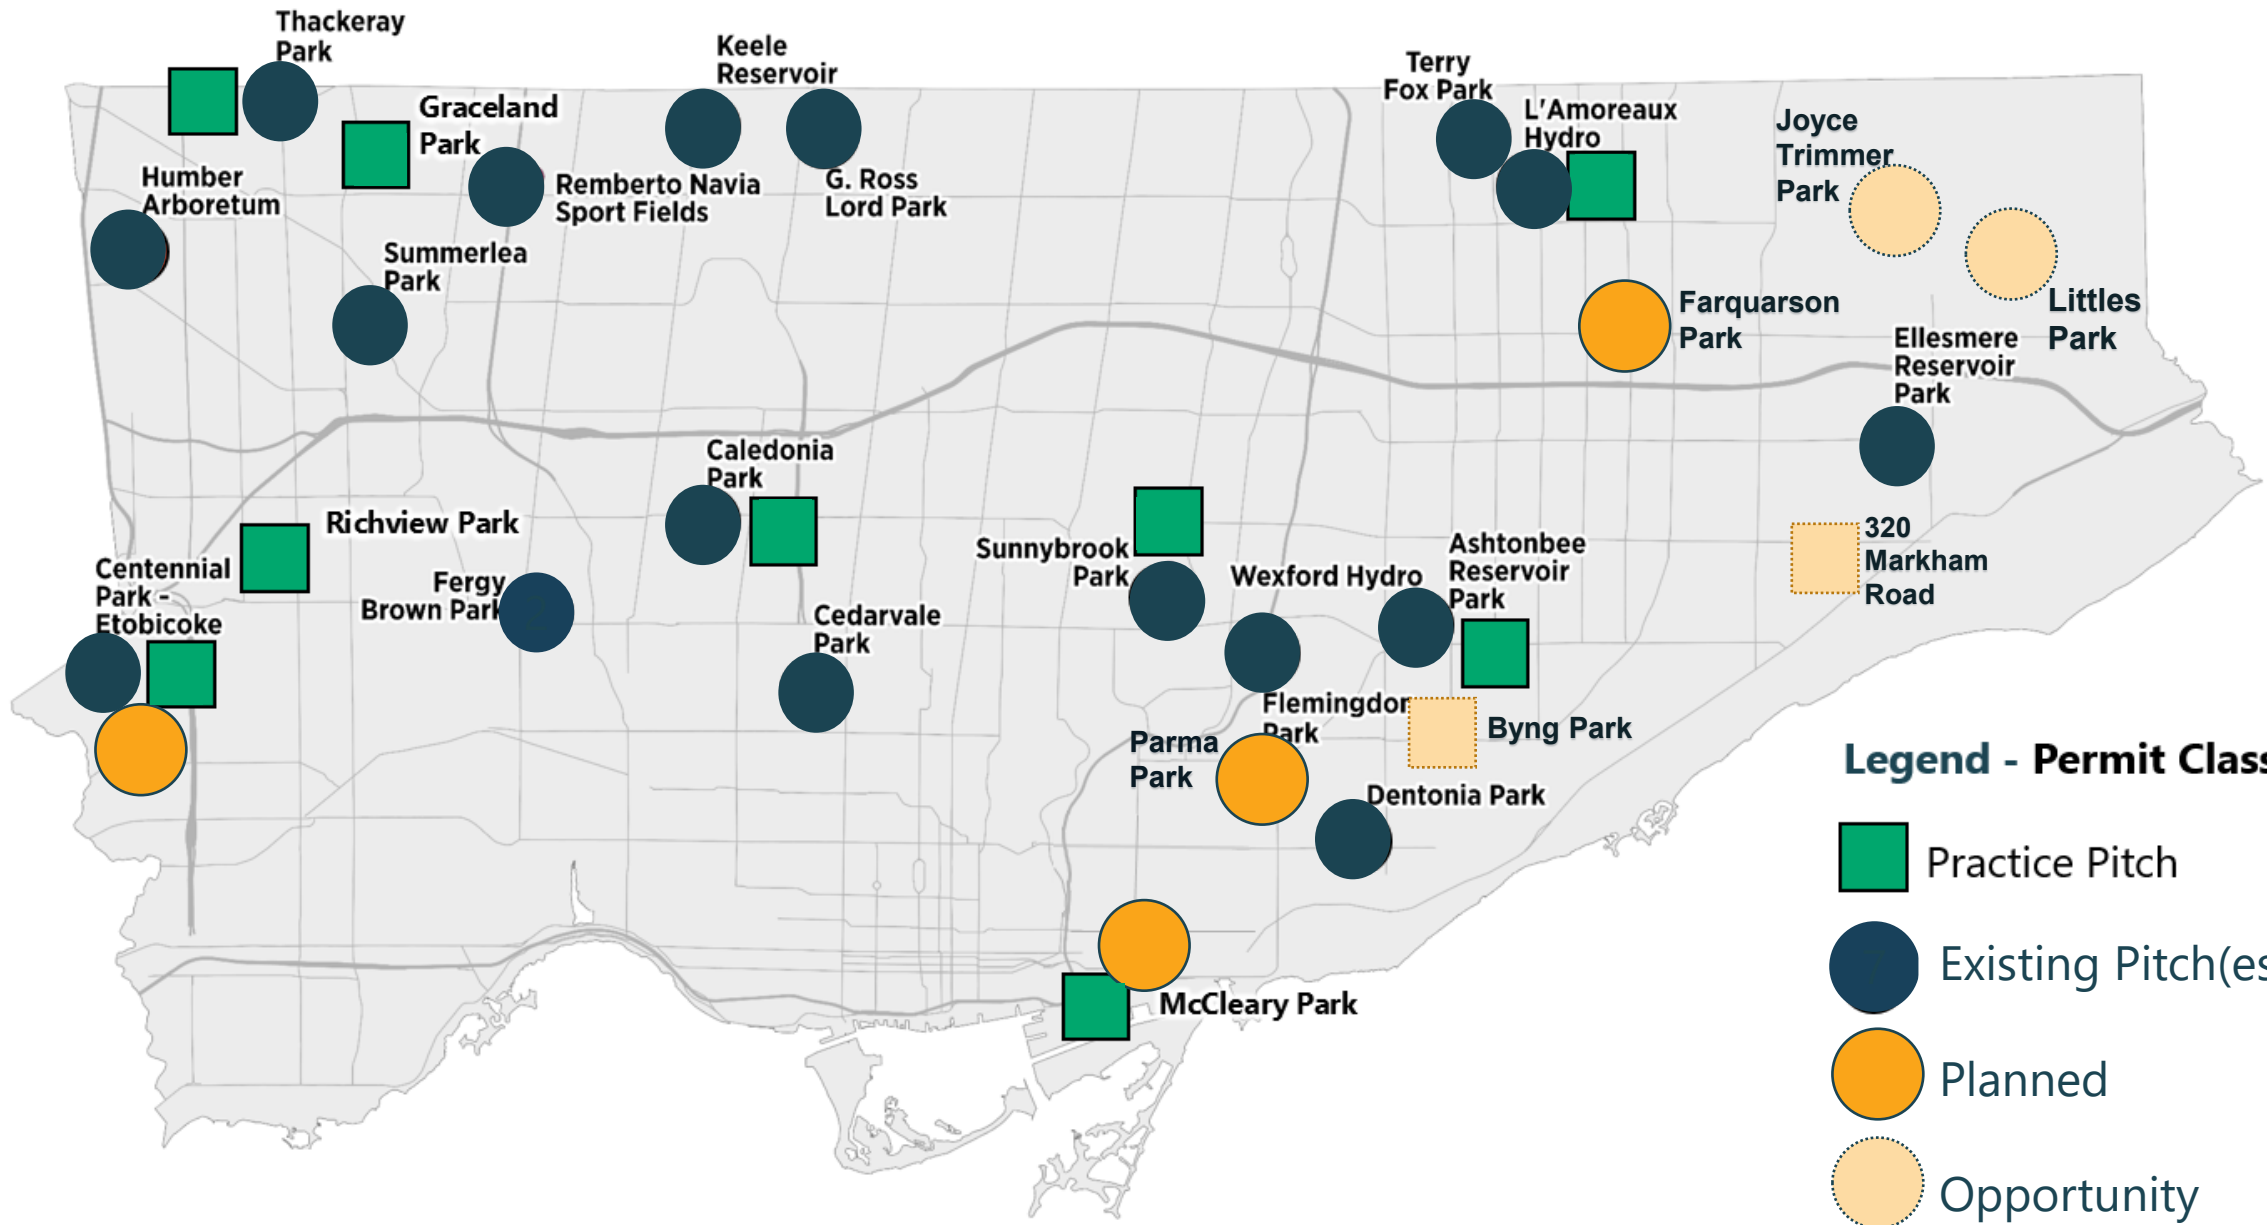 Thackeray
Park
Keele
Reservoir
Terry
Fox Park
Graceland
Park
L'Amoreaux
Hydro
Joyce
Trimmer
Park
Humber
Arboretum
Remberto Navia
Sport Fields
G. Ross
Lord Park
Summerlea
Park
Farquarson
Park
Littles
Park
Ellesmere
Reservoir
Park
Caledonia
Park
Richview Park
Sunnybrook
Park
Wexford Hydro
Ashtonbee
Reservoir
Park
320
Markham
Road
Centennial
Park -
Etobicoke
Fergy
Brown Park
Cedarvale
Park
Flemingdon
Park
Parma
Park
Byng Park
Dentonia Park
McCleary Park
Legend - Permit Class
Practice Pitch
Existing Pitch(es
Planned
Opportunity